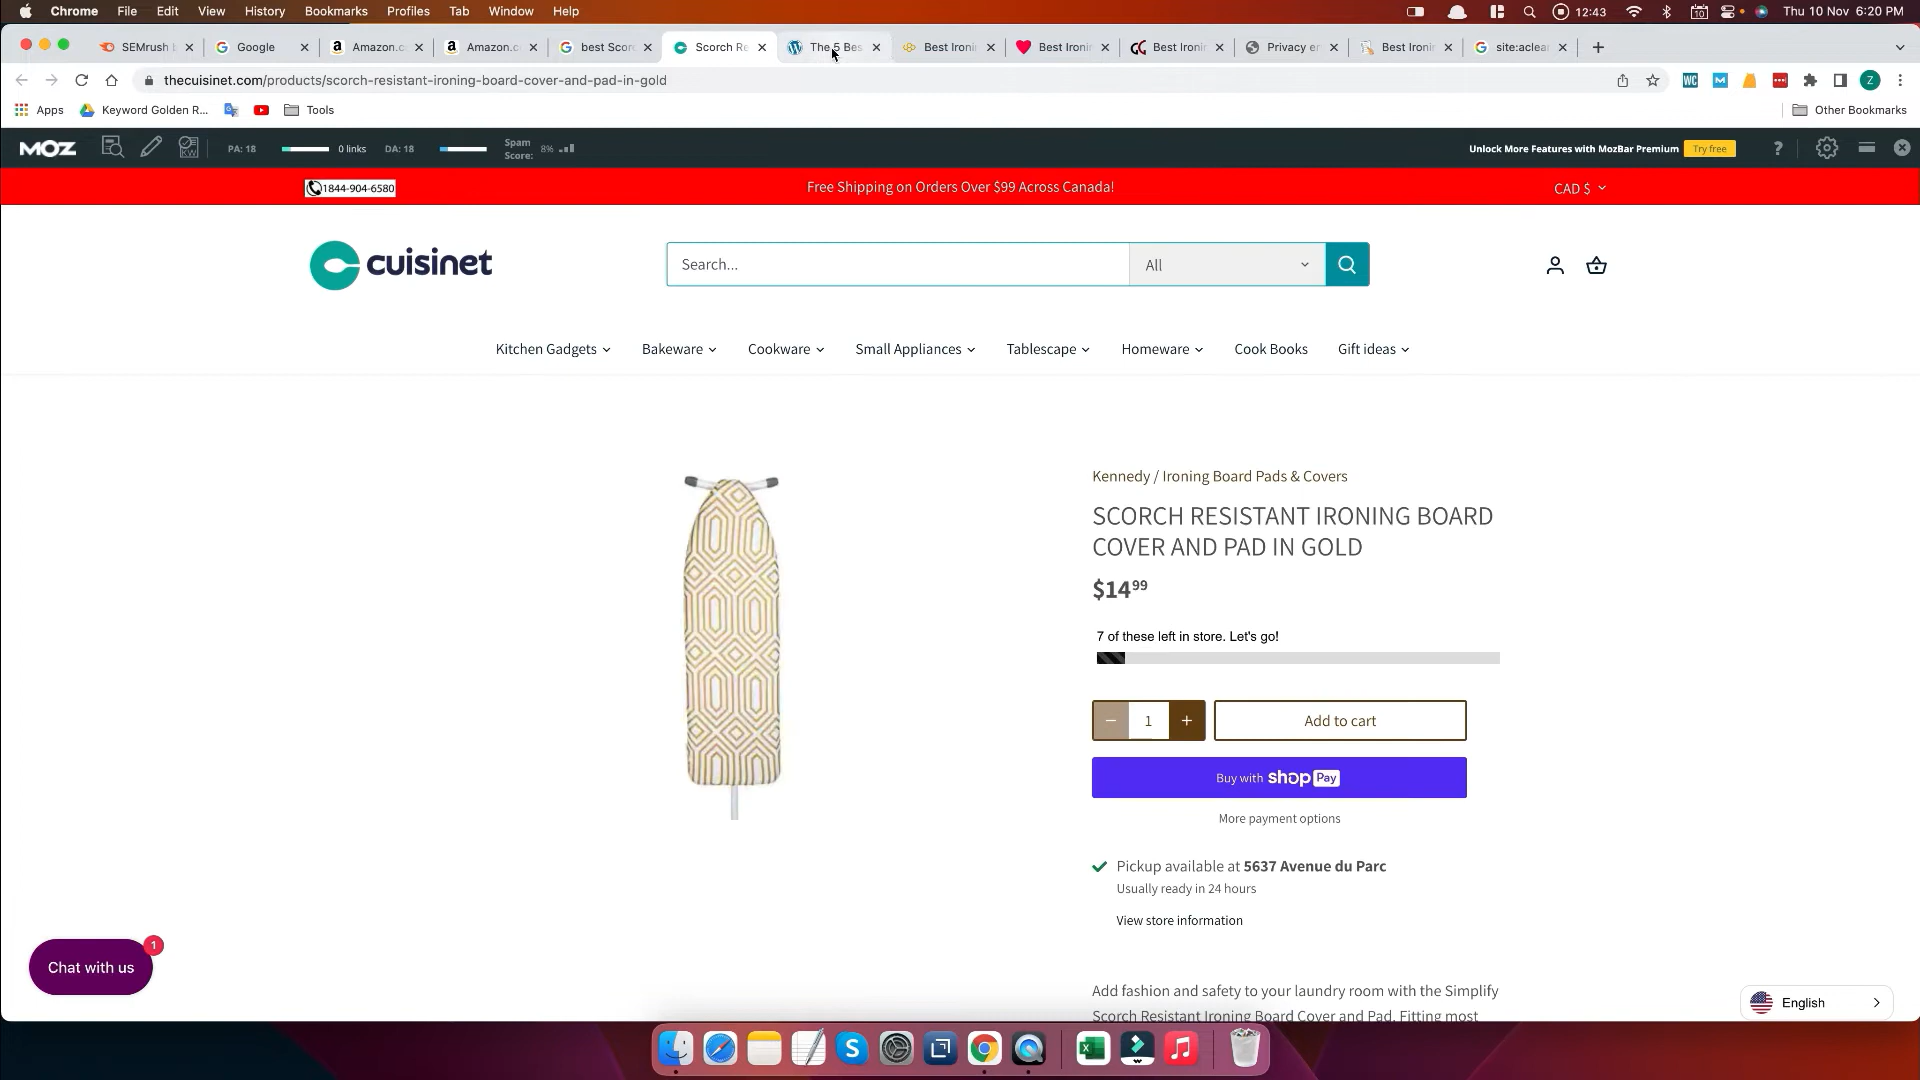 Chrome File Edit View History Bookmarks Profiles Tab Window Help 12:43 Thu 10 Nov 6:20 PM
SEMrush Google Amazon.c Amazon.c best Scor Scorch Re The 5 Bes Best Ironi Best Ironi Best Ironi Privacy er Best Ironi site:aclear
thecuisinet.com/products/scorch-resistant-ironing-board-cover-and-pad-in-gold
Apps Keyword Golden R... Tools Other Bookmarks
MOZ PA: 18 0 links DA: 18 Spam Score: 8% Unlock More Features with MozBar Premium Try free ?
1844-904-6580 Free Shipping on Orders Over $99 Across Canada! CAD $
cuisinet Search... All
Kitchen Gadgets Bakeware Cookware Small Appliances Tablescape Homeware Cook Books Gift ideas
Kennedy / Ironing Board Pads & Covers
SCORCH RESISTANT IRONING BOARD
COVER AND PAD IN GOLD
$14.99
7 of these left in store. Let's go!
− 1 + Add to cart
Buy with shop Pay
More payment options
Pickup available at 5637 Avenue du Parc
Usually ready in 24 hours
View store information
Chat with us 1
Add fashion and safety to your laundry room with the Simplify
Scorch Resistant Ironing Board Cover and Pad. Fitting most
English